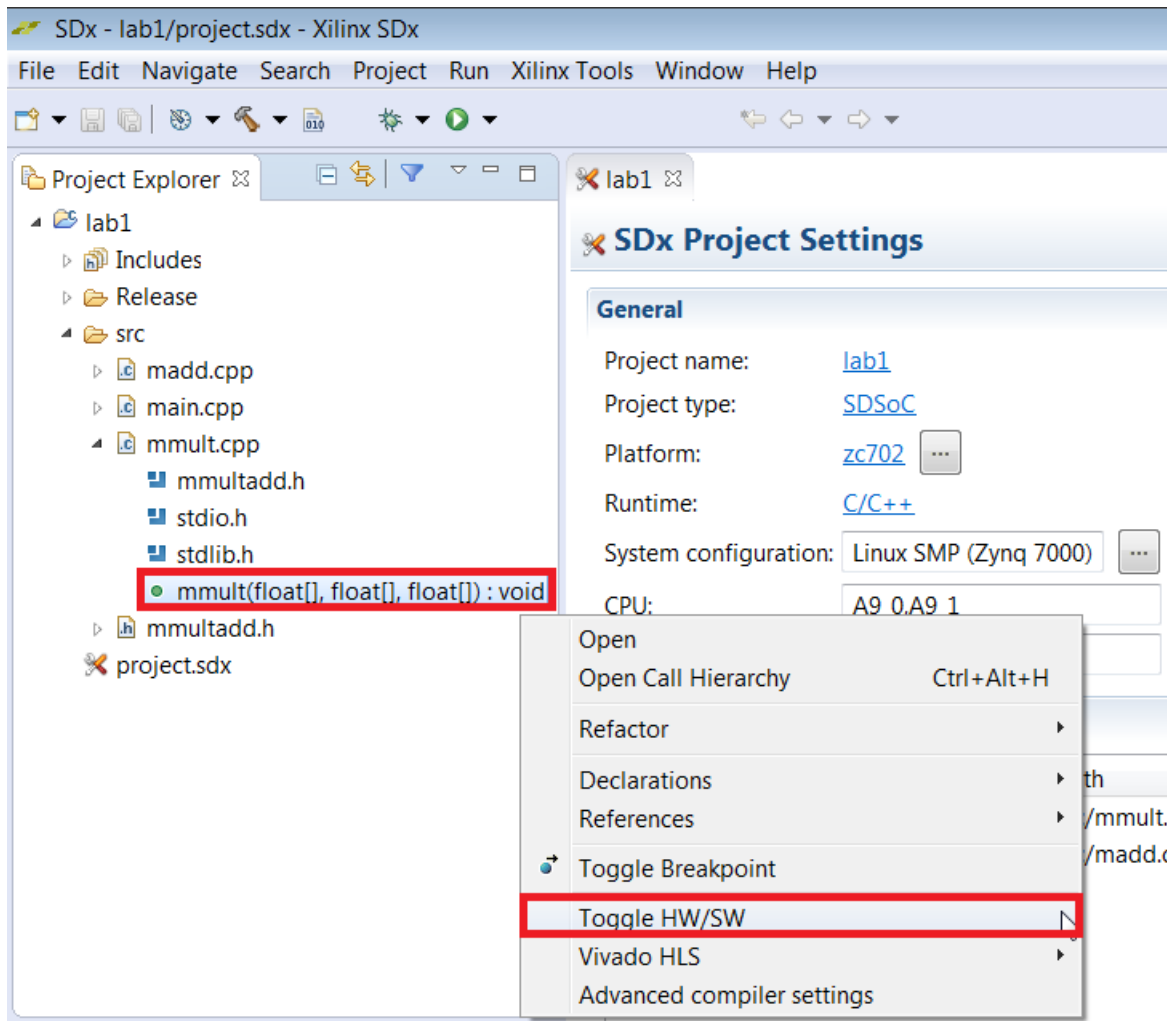 SDx - lab1/project.sdx - Xilinx SDx
File Edit Navigate Search Project Run Xilinx Tools Window Help
010
Project Explorer
lab1
Includes
Release
src
madd.cpp
main.cpp
mmult.cpp
mmultadd.h
stdio.h
stdlib.h
mmult(float[], float[], float[]) : void
mmultadd.h
project.sdx
lab1
SDx Project Settings
General
Project name: lab1
Project type: SDSoC
Platform: zc702 ...
Runtime: C/C++
System configuration: Linux SMP (Zynq 7000) ...
CPU: A9_0,A9_1
Open
Open Call Hierarchy Ctrl+Alt+H
Refactor
Declarations
th
References
/mmult.
/madd.c
Toggle Breakpoint
Toggle HW/SW
Vivado HLS
Advanced compiler settings